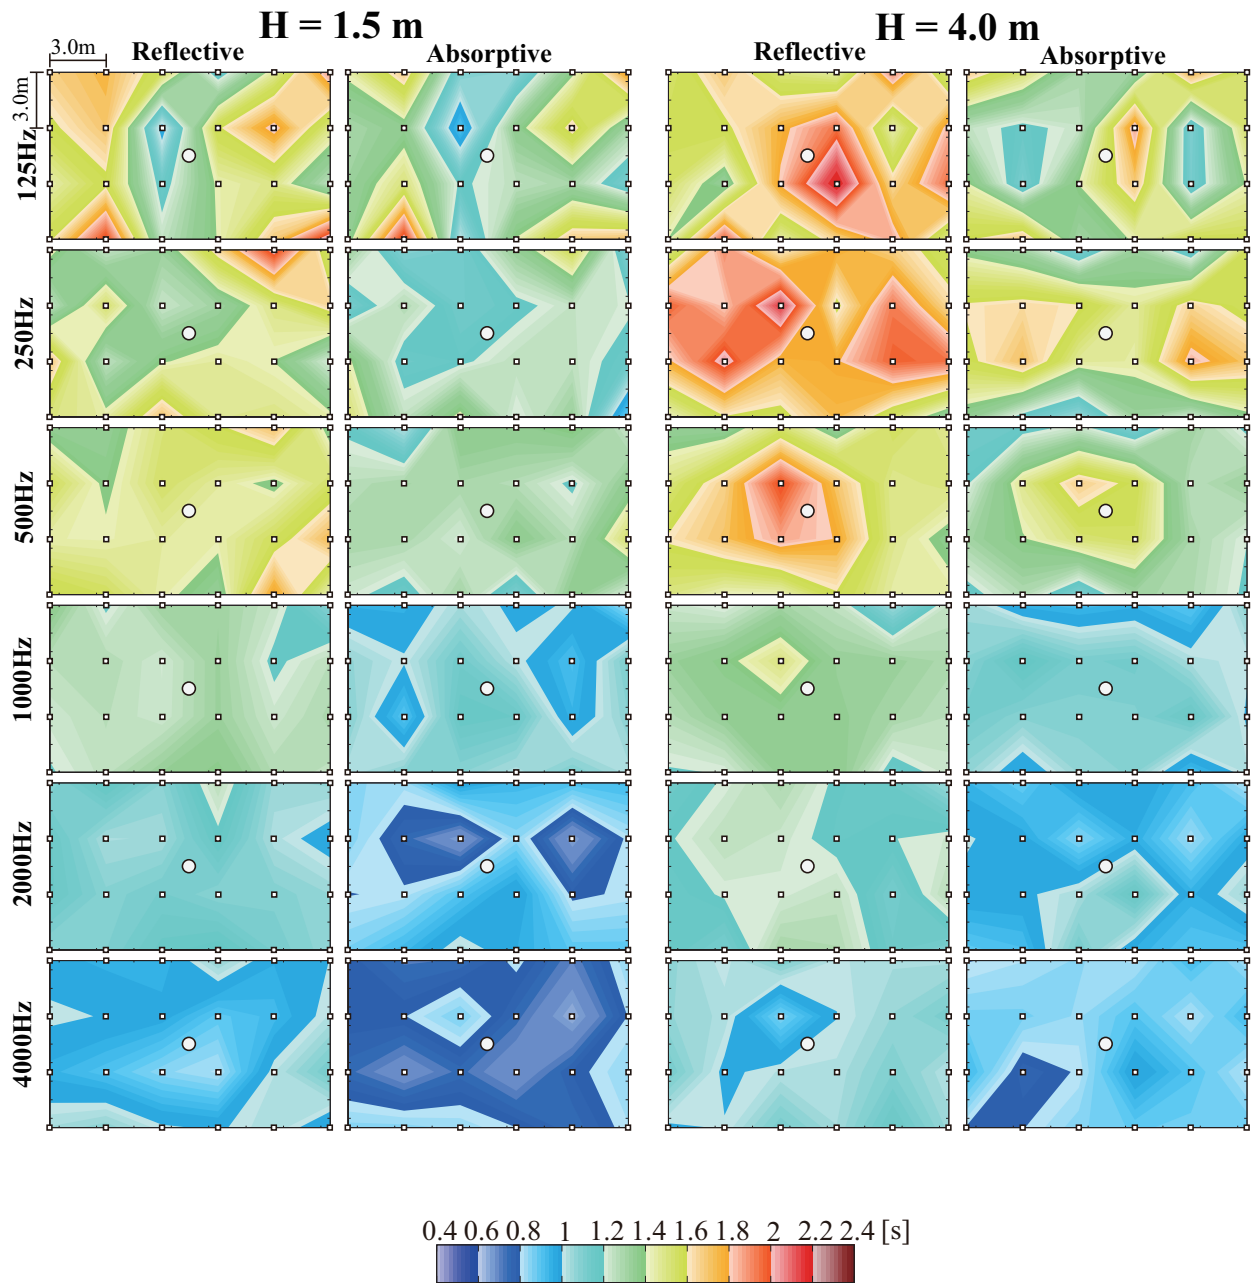 H = 1.5 m H = 4.0 m
Reflective Absorptive Reflective Absorptive
3.0m
3.0m
125Hz
250Hz
500Hz
1000Hz
2000Hz
4000Hz
0.4 0.6 0.8 1 1.2 1.4 1.6 1.8 2 2.2 2.4 [s]